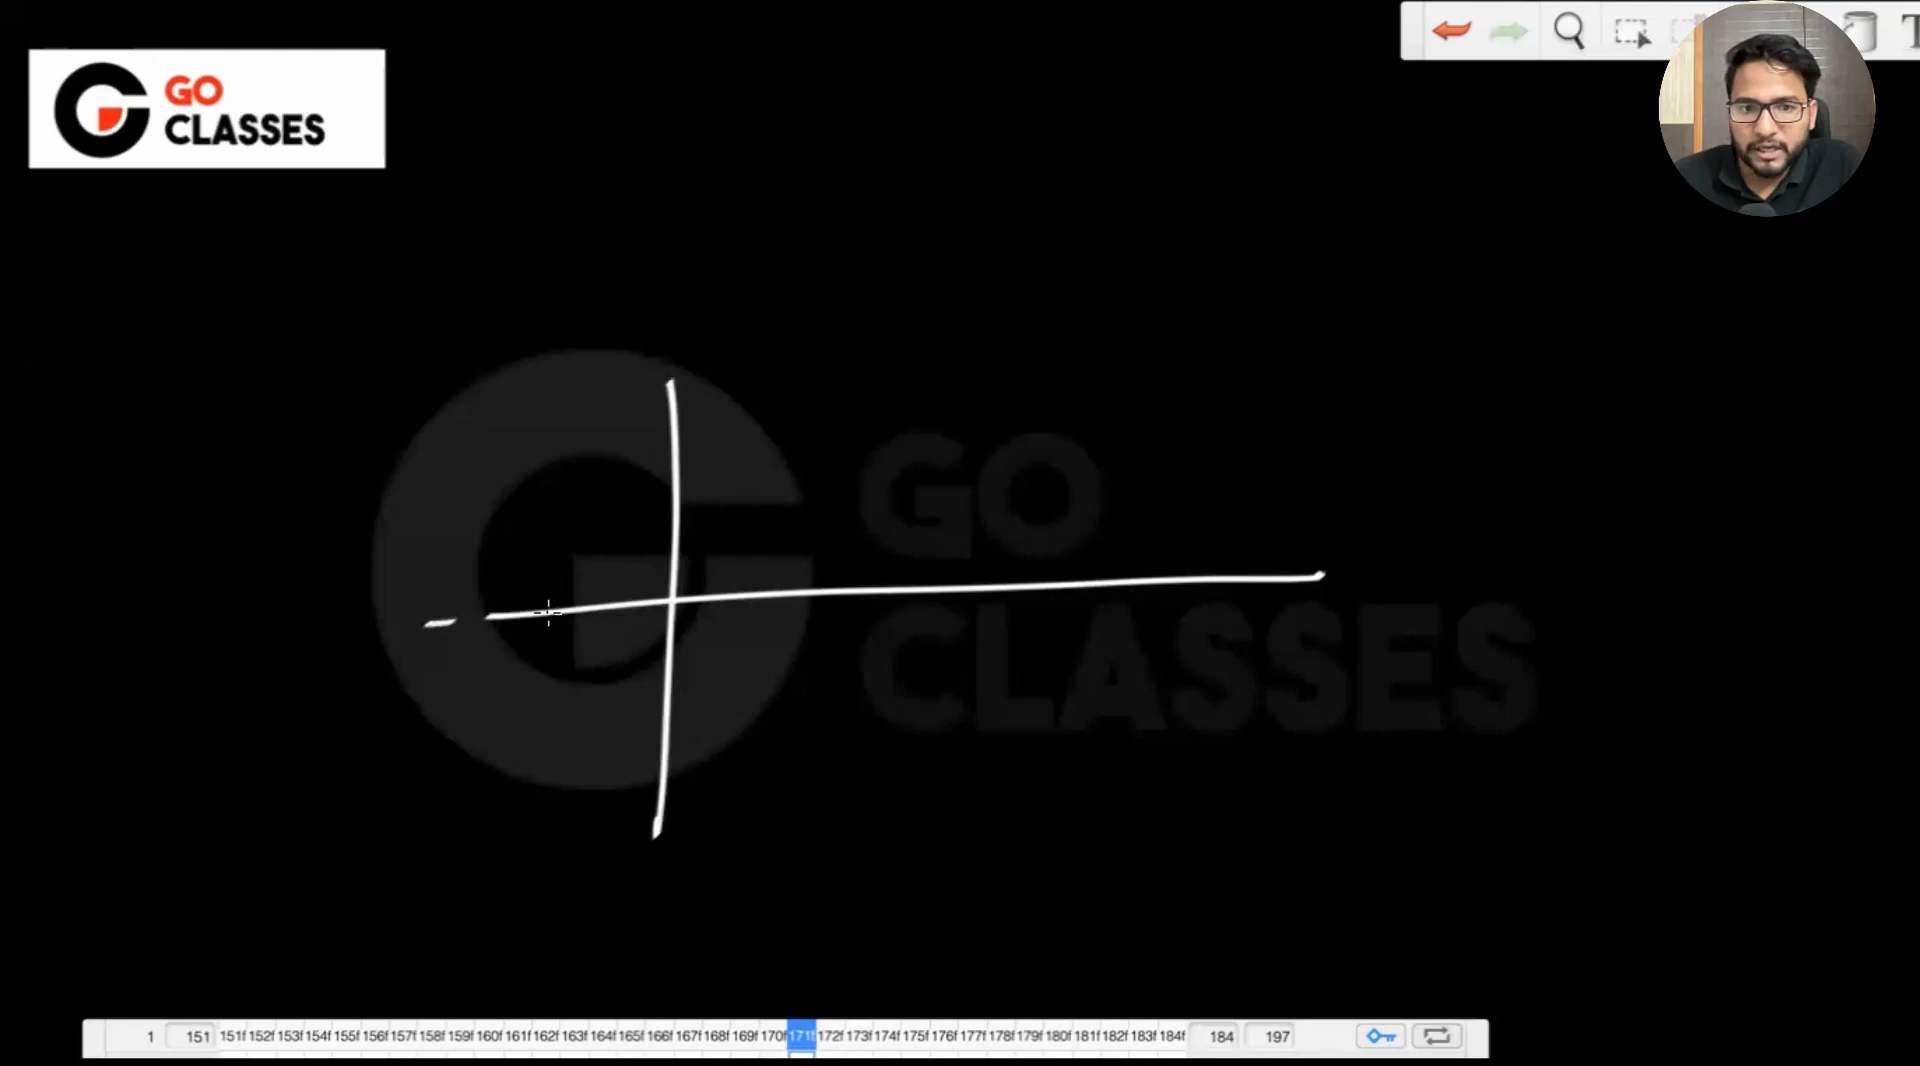 GO
CLASSES
T
GO
CLASSES
1 151 151f 152f 153f 154f 155f 156f 157f 158f 159f 160f 161f 162f 163f 164f 165f 166f 167f 168f 169f 170f 171f 172f 173f 174f 175f 176f 177f 178f 179f 180f 181f 182f 183f 184f 184 197